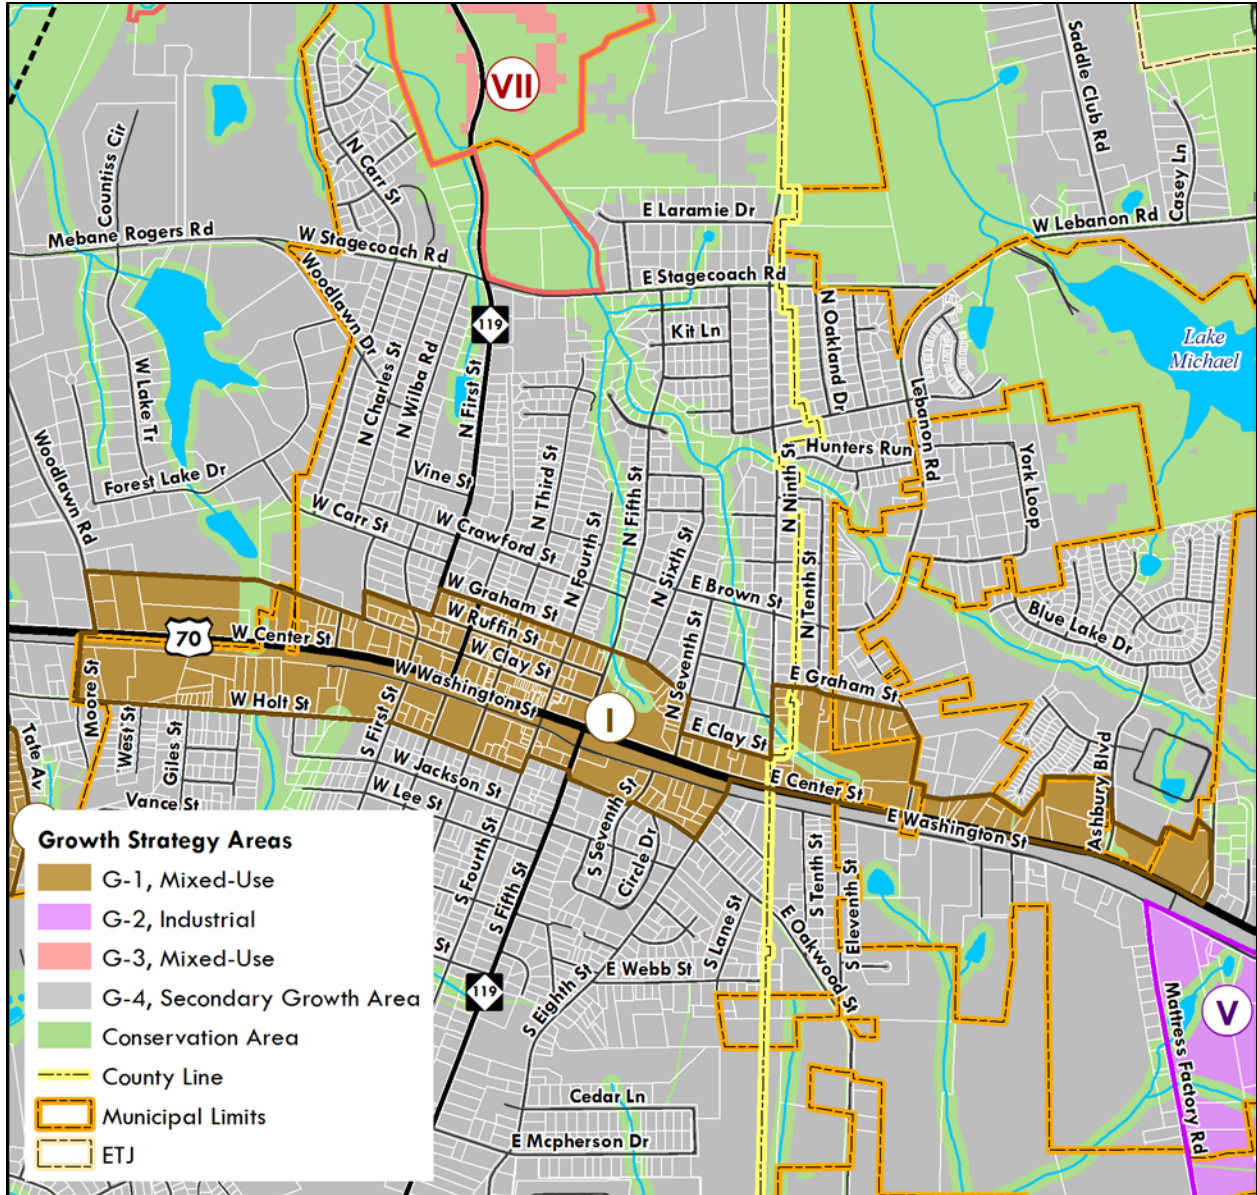 Saddle Club Rd
VII
Countiss Cir
N Carr St
Casey Ln
E Laramie Dr
W Lebanon Rd
Mebane Rogers Rd
W Stagecoach Rd
E Stagecoach Rd
Woodlawn Dr
N Oakland Dr
119
Kit Ln
Lake
Michael
W Lake Tr
N Charles St
N Wilba Rd
N First St
Lebanon Rd
Woodlawn Rd
Hunters Run
Forest Lake Dr
Vine St
N Third St
N Fifth St
N Ninth St
York Loop
W Carr St
W Crawford St
N Fourth St
N Sixth St
E Brown St
N Tenth St
W Graham St
W Ruffin St
Blue Lake Dr
70
W Center St
W Clay St
W Washington St
N Seventh St
E Graham St
Moore St
W Holt St
I
E Clay St
Tate Av
West St
Giles St
S First St
W Jackson St
E Center St
Ashbury Blvd
Vance St
W Lee St
S Seventh St
E Washington St
Circle Dr
S Fourth St
S Fifth St
S Tenth St
S Eleventh St
S Lane St
E Oakwood St
St
E Webb St
119
S Eighth St
Mattress Factory Rd
V
Cedar Ln
E Mcpherson Dr
Growth Strategy Areas
G-1, Mixed-Use
G-2, Industrial
G-3, Mixed-Use
G-4, Secondary Growth Area
Conservation Area
County Line
Municipal Limits
ETJ